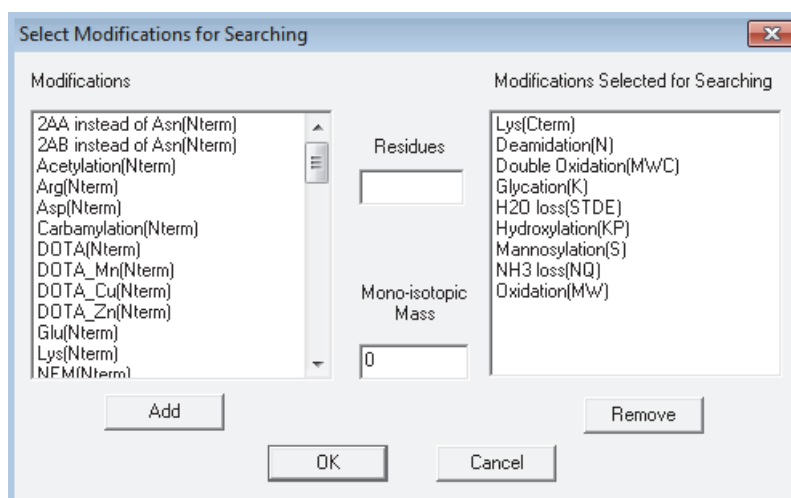 Select Modifications for Searching
Modifications
2AA instead of Asn(Nterm)
2AB instead of Asn(Nterm)
Acetylation(Nterm)
Arg(Nterm)
Asp(Nterm)
Carbamylation(Nterm)
DOTA(Nterm)
DOTA_Mn(Nterm)
DOTA_Cu(Nterm)
DOTA_Zn(Nterm)
Glu(Nterm)
Lys(Nterm)
NEM(Nterm)
Add
Residues
Mono-isotopic
Mass
0
Modifications Selected for Searching
Lys(Cterm)
Deamidation(N)
Double Oxidation(MWC)
Glycation(K)
H2O loss(STDE)
Hydroxylation(KP)
Mannosylation(S)
NH3 loss(NQ)
Oxidation(MW)
Remove
OK
Cancel